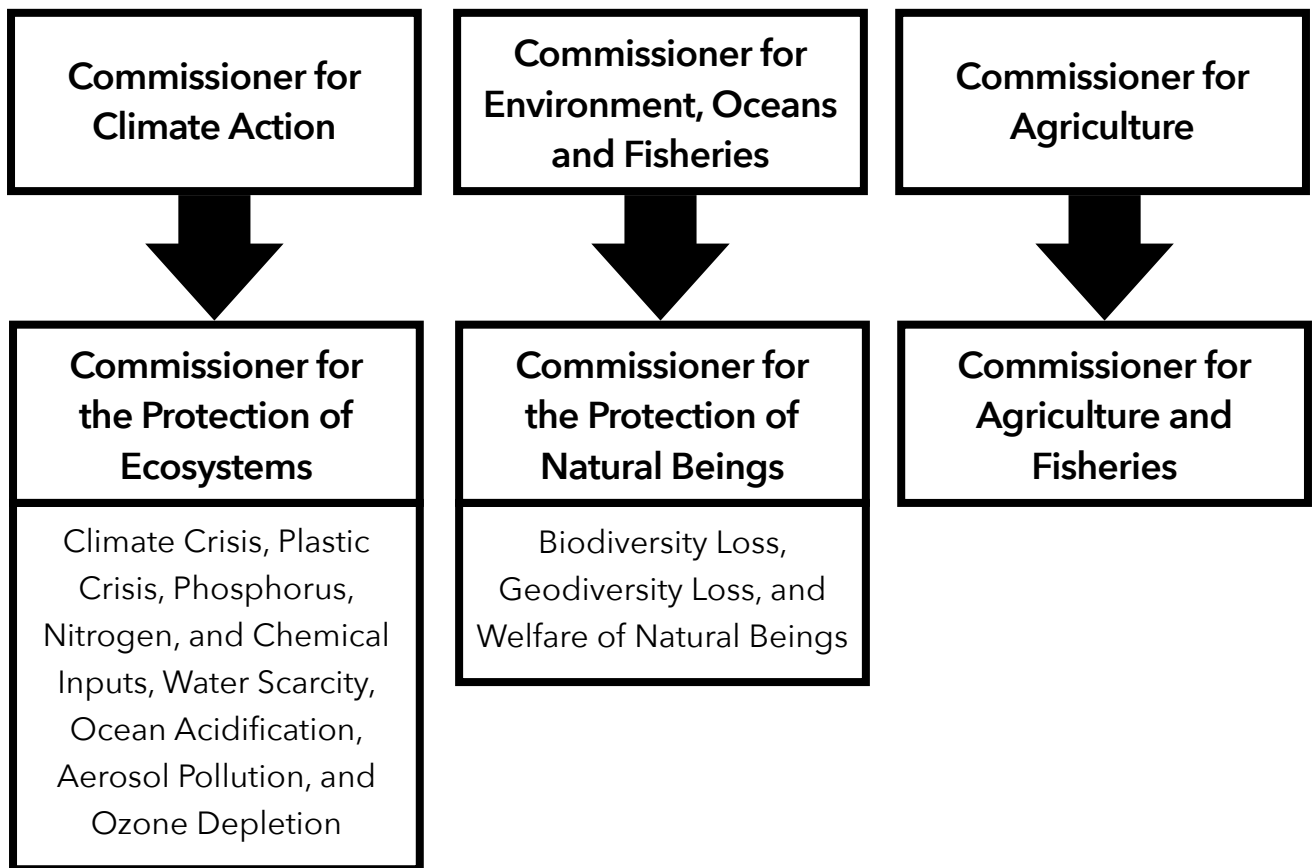 Commissioner for
Climate Action
Commissioner for
Environment, Oceans
and Fisheries
Commissioner for
Agriculture
Commissioner for
the Protection of
Ecosystems
Climate Crisis, Plastic
Crisis, Phosphorus,
Nitrogen, and Chemical
Inputs, Water Scarcity,
Ocean Acidification,
Aerosol Pollution, and
Ozone Depletion
Commissioner for
the Protection of
Natural Beings
Biodiversity Loss,
Geodiversity Loss, and
Welfare of Natural Beings
Commissioner for
Agriculture and
Fisheries